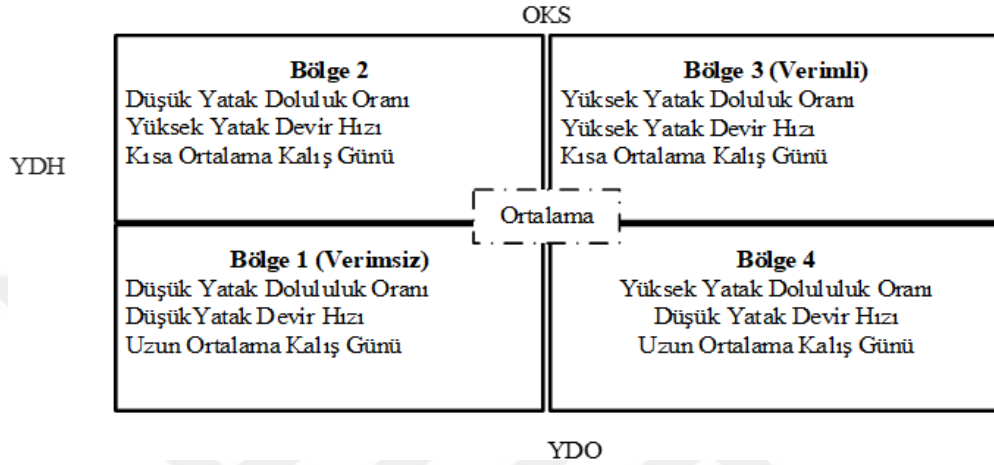 OKS
Bölge 2
Düşük Yatak Doluluk Oranı
Yüksek Yatak Devir Hızı
Kısa Ortalama Kalış Günü
Bölge 3 (Verimli)
Yüksek Yatak Doluluk Oranı
Yüksek Yatak Devir Hızı
Kısa Ortalama Kalış Günü
YDH
Ortalama
Bölge 1 (Verimsiz)
Düşük Yatak Dolululuk Oranı
DüşükYatak Devir Hızı
Uzun Ortalama Kalış Günü
Bölge 4
Yüksek Yatak Dolululuk Oranı
Düşük Yatak Devir Hızı
Uzun Ortalama Kalış Günü
YDO